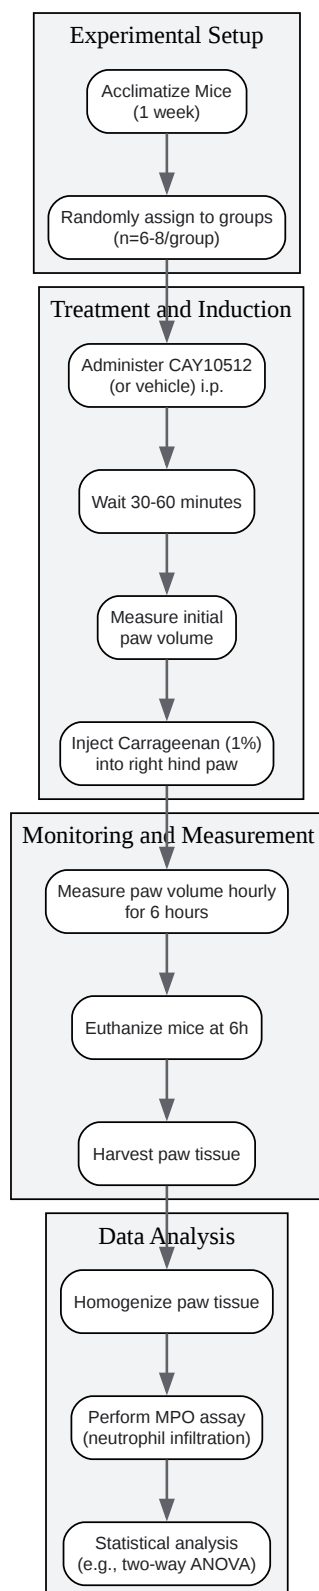 Experimental Setup
Acclimatize Mice
(1 week)
Randomly assign to groups
(n=6-8/group)
Treatment and Induction
Administer CAY10512
(or vehicle) i.p.
Wait 30-60 minutes
Measure initial
paw volume
Inject Carrageenan (1%)
into right hind paw
Monitoring and Measurement
Measure paw volume hourly
for 6 hours
Euthanize mice at 6h
Harvest paw tissue
Data Analysis
Homogenize paw tissue
Perform MPO assay
(neutrophil infiltration)
Statistical analysis
(e.g., two-way ANOVA)